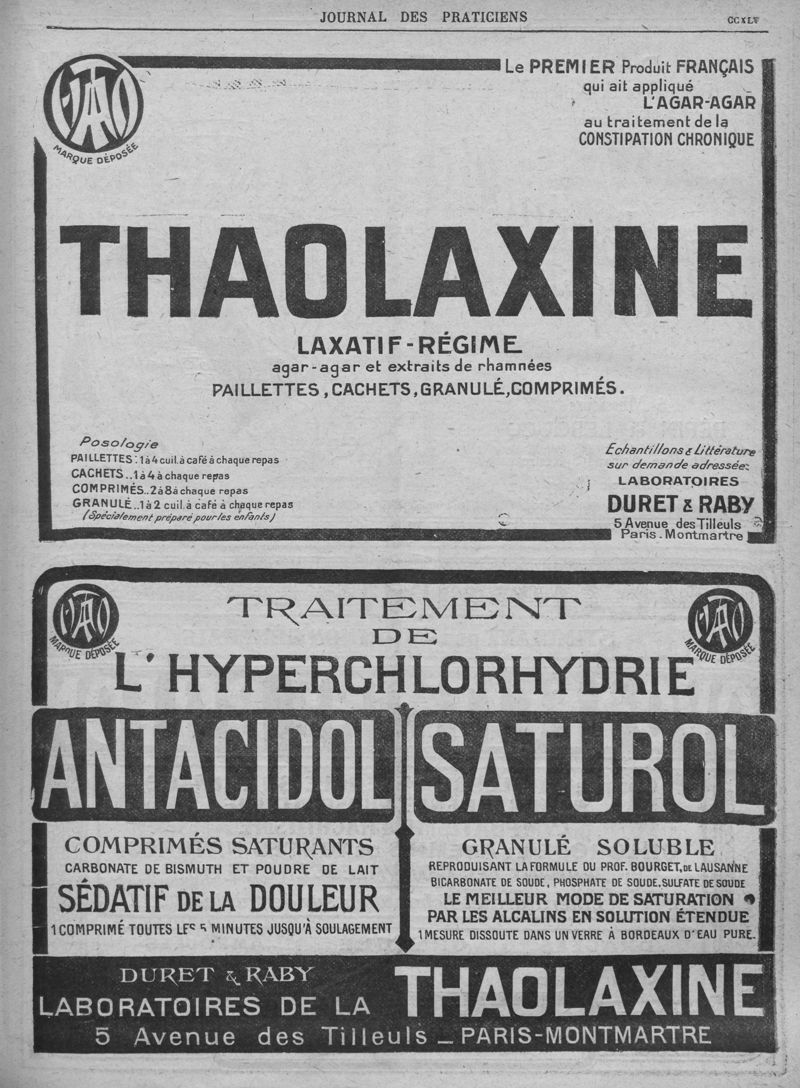 JOURNAL DES PRATICIENS
CCXLV
THAO
MARQUE DÉPOSÉE
Le PREMIER Produit FRANÇAIS
qui ait appliqué
L'AGAR-AGAR
au traitement de la
CONSTIPATION CHRONIQUE
THAOLAXINE
LAXATIF-RÉGIME
agar-agar et extraits de rhamnées
PAILLETTES, CACHETS, GRANULÉ, COMPRIMÉS.
Posologie
PAILLETTES: 1 à 4 cuil. à café à chaque repas
CACHETS.. 1 à 4 à chaque repas
COMPRIMÉS.. 2 à 8 à chaque repas
GRANULÉ.. 1 à 2 cuil. à café à chaque repas
(Spécialement préparé pour les enfants)
Échantillons & Littérature
sur demande adressée:
LABORATOIRES
DURET & RABY
5 Avenue des Tilleuls
Paris. Montmartre
THAO
MARQUE DÉPOSÉE
THAO
MARQUE DÉPOSÉE
TRAITEMENT
DE
L'HYPERCHLORHYDRIE
ANTACIDOL
COMPRIMÉS SATURANTS
CARBONATE DE BISMUTH ET POUDRE DE LAIT
SÉDATIF DE LA DOULEUR
1 COMPRIMÉ TOUTES LES 5 MINUTES JUSQU'À SOULAGEMENT
SATUROL
GRANULÉ SOLUBLE
REPRODUISANT LA FORMULE DU PROF. BOURGET, DE LAUSANNE
BICARBONATE DE SOUDE, PHOSPHATE DE SOUDE, SULFATE DE SOUDE
LE MEILLEUR MODE DE SATURATION
PAR LES ALCALINS EN SOLUTION ÉTENDUE
1 MESURE DISSOUTE DANS UN VERRE À BORDEAUX D'EAU PURE.
DURET & RABY
LABORATOIRES DE LA THAOLAXINE
5 Avenue des Tilleuls _ PARIS-MONTMARTRE